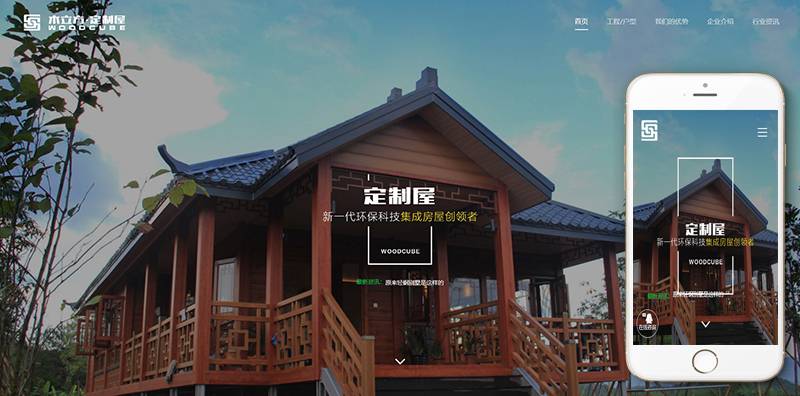 木立方·定制屋
WOODCUBE
首页 工程/户型 我们的优势 企业介绍 行业资讯
定制屋
新一代环保科技集成房屋创领者
WOODCUBE
最新资讯： 原来轻钢别墅是这样的
定制屋
新一代环保科技集成房屋创领者
WOODCUBE
最新资讯： 原来轻钢别墅是这样的
在线咨询